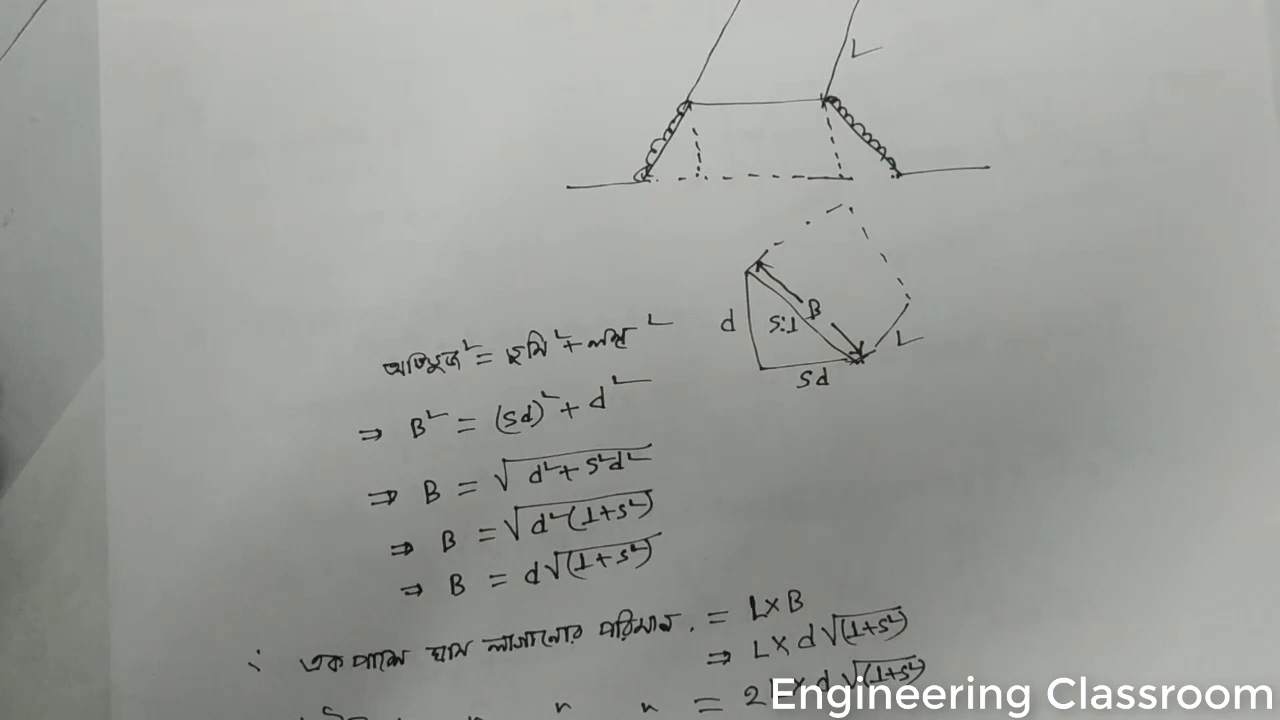 L
B
d
1:S
L
Sd
অতিভুজ² = ভূমি² + লম্ব²
⇒ B² = (Sd)² + d²
⇒ B = √d²+S²d²
⇒ B = √d²(1+S²)
⇒ B = d√(1+S²)
∴ এক পাশে ঘাস লাগানোর পরিমান. = L×B
⇒ L×d√(1+S²)
" " = 2L×d√(1+S²)
Engineering Classroom